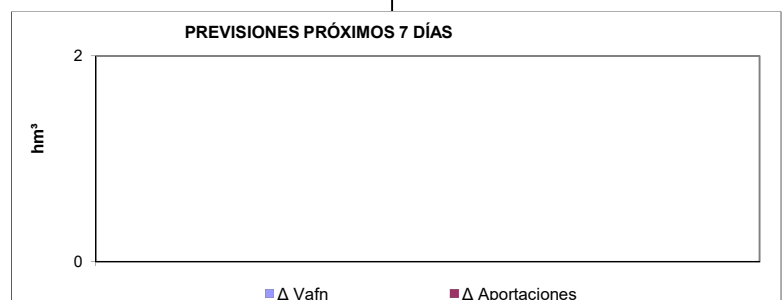 PREVISIONES PRÓXIMOS 7 DÍAS
2
hm³
0
Δ Vafn Δ Aportaciones